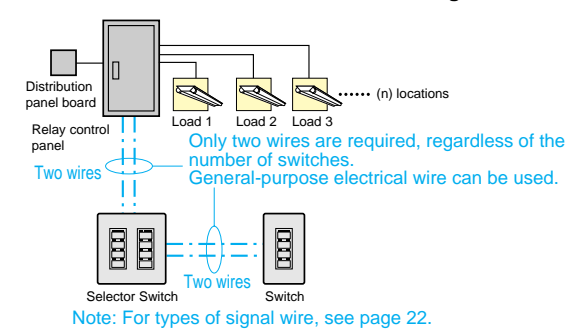 Distribution
panel board
Load 1
Load 2
Load 3
(n) locations
Relay control
panel
Only two wires are required, regardless of the
number of switches.
General-purpose electrical wire can be used.
Two wires
Two wires
Selector Switch
Switch
Note: For types of signal wire, see page 22.